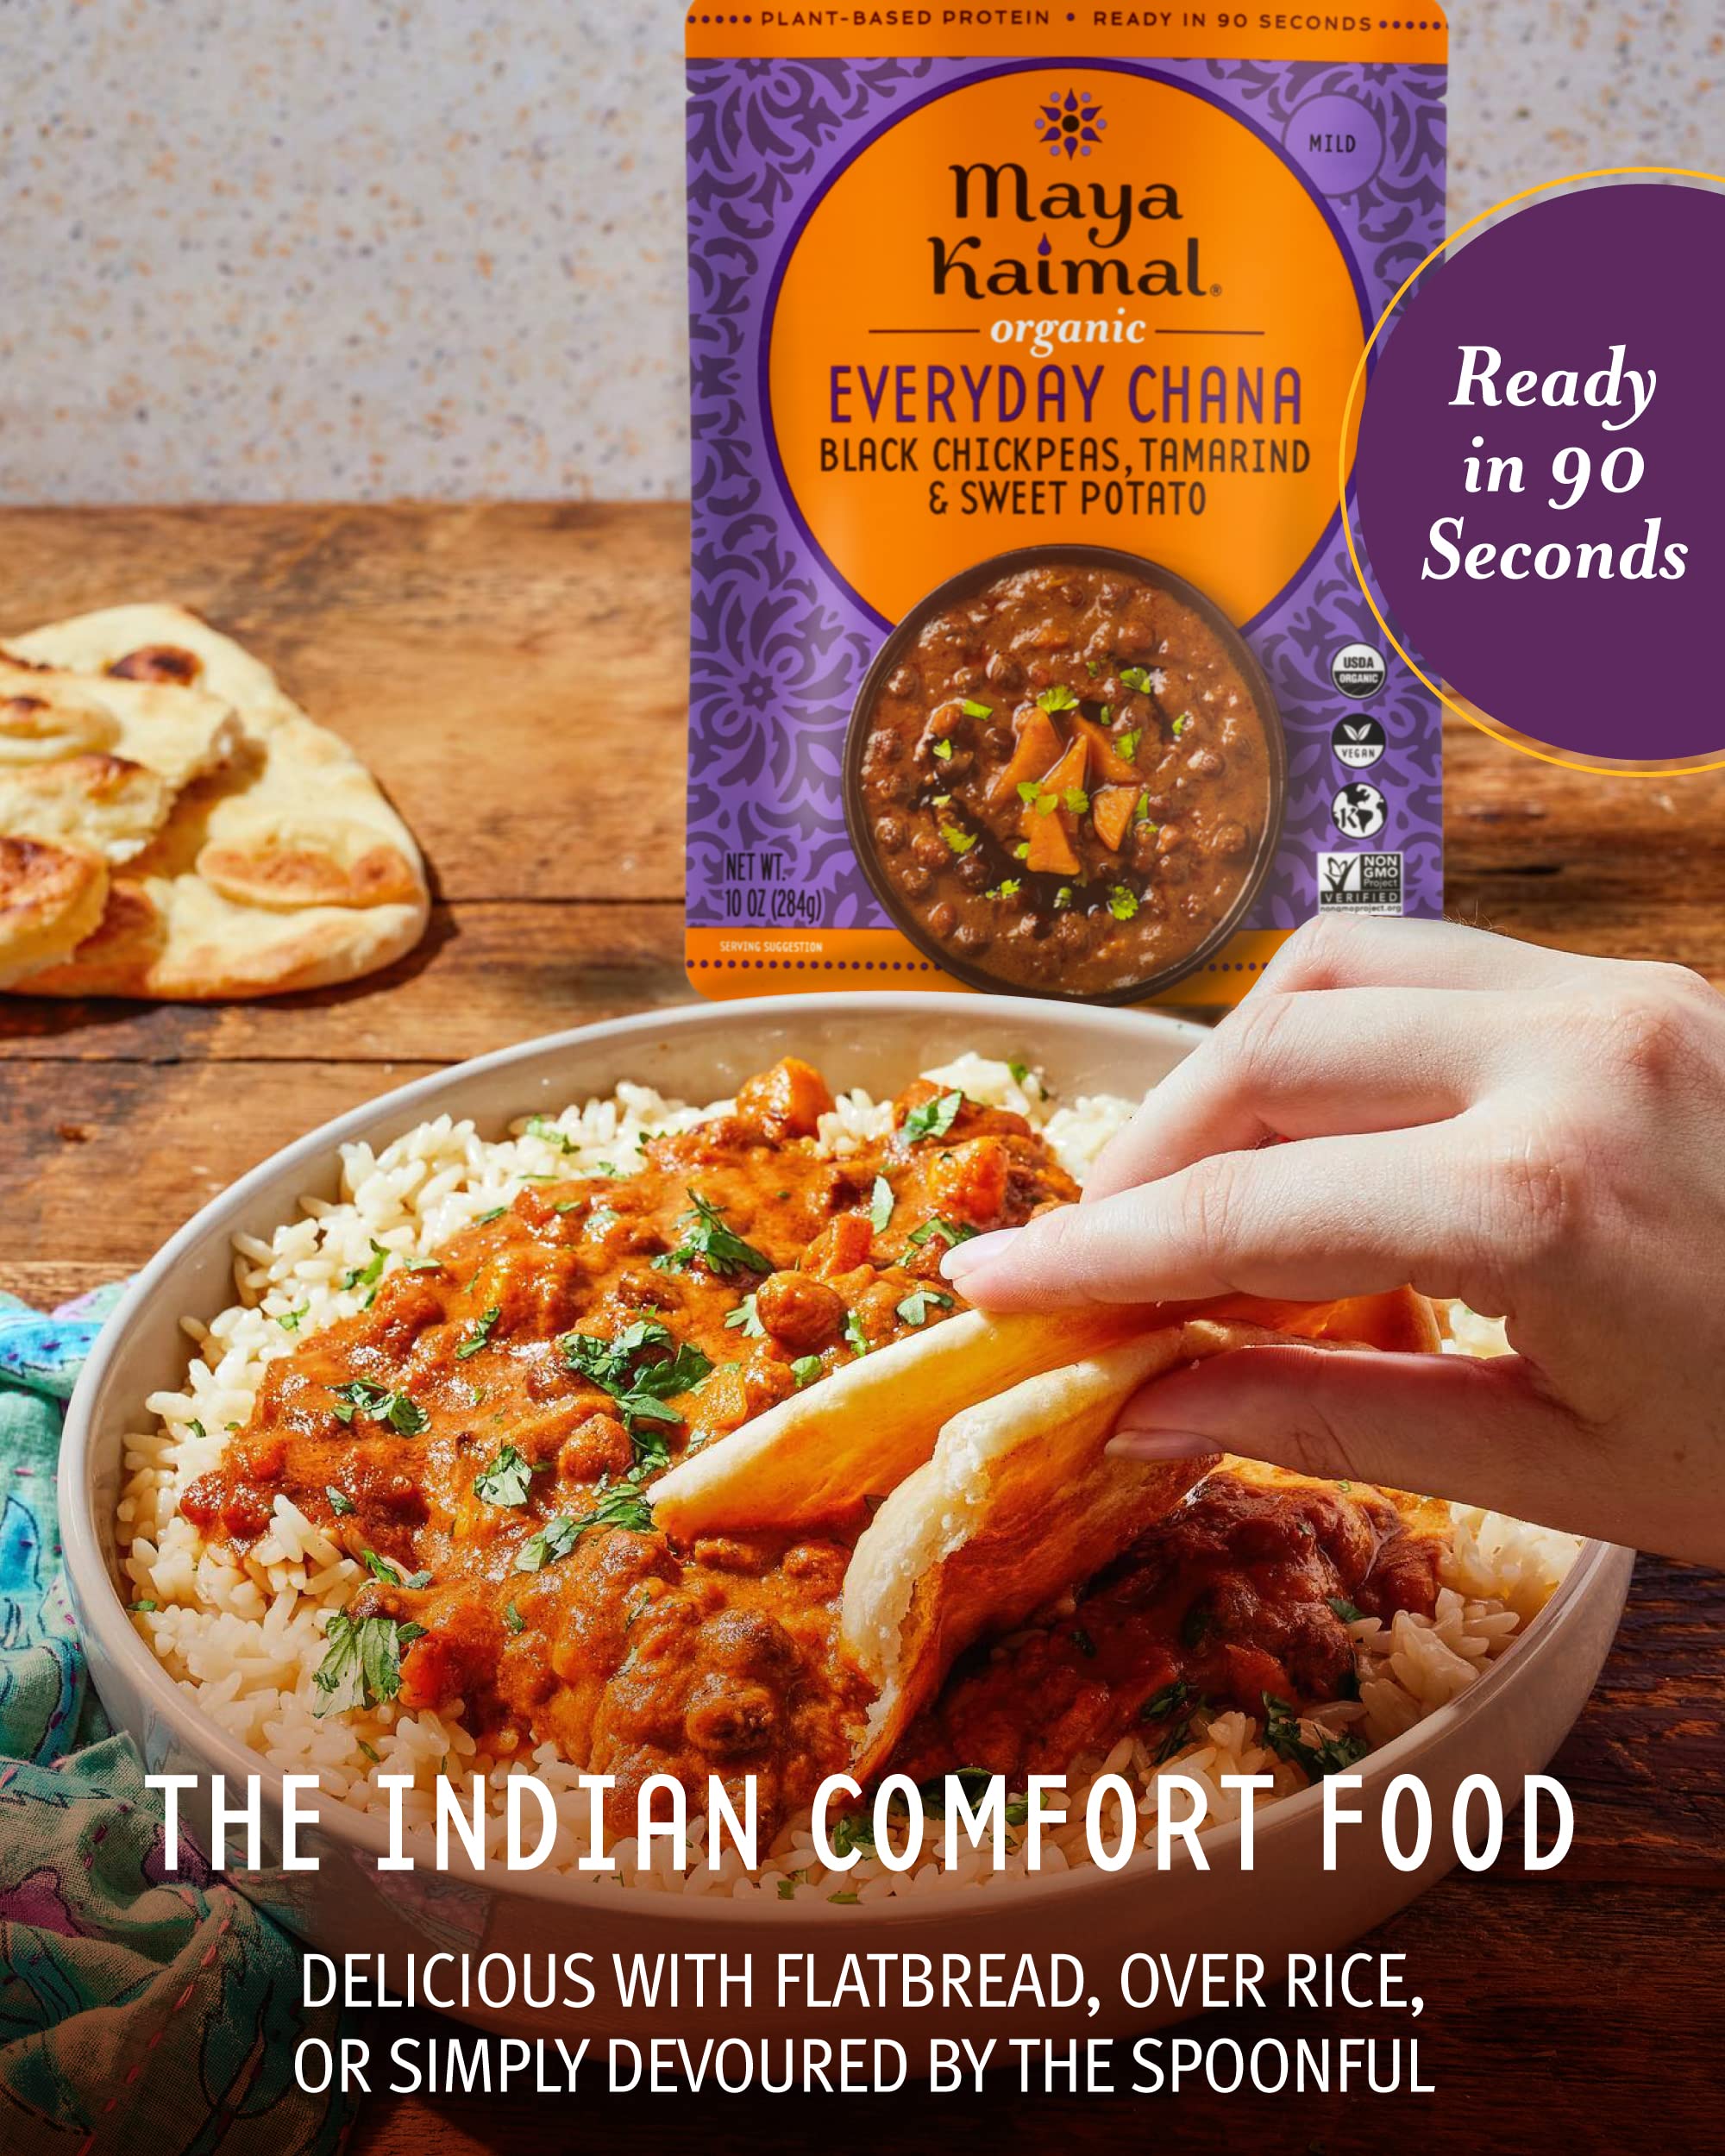 PLANT-BASED PROTEIN • READY IN 90 SECONDS
MILD
Maya
Kaimal®
organic
EVERYDAY CHANA
BLACK CHICKPEAS, TAMARIND
& SWEET POTATO
Ready
in 90
Seconds
USDA
ORGANIC
VEGAN
K
NON
GMO
Project
VERIFIED
nongmoproject.org
NET WT.
10 OZ (284g)
SERVING SUGGESTION
THE INDIAN COMFORT FOOD
DELICIOUS WITH FLATBREAD, OVER RICE,
OR SIMPLY DEVOURED BY THE SPOONFUL